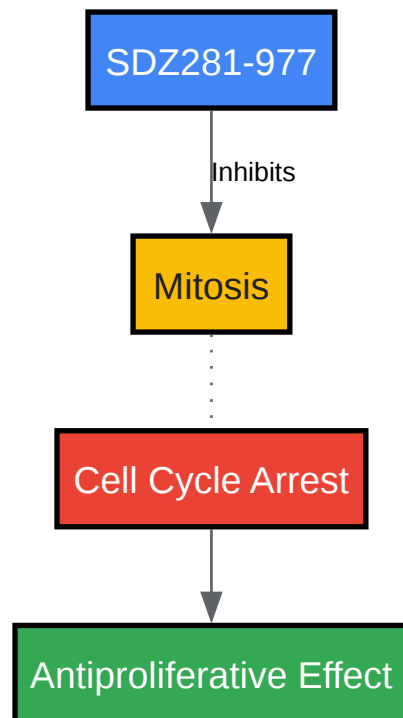 SDZ281-977
Inhibits
Mitosis
Cell Cycle Arrest
Antiproliferative Effect